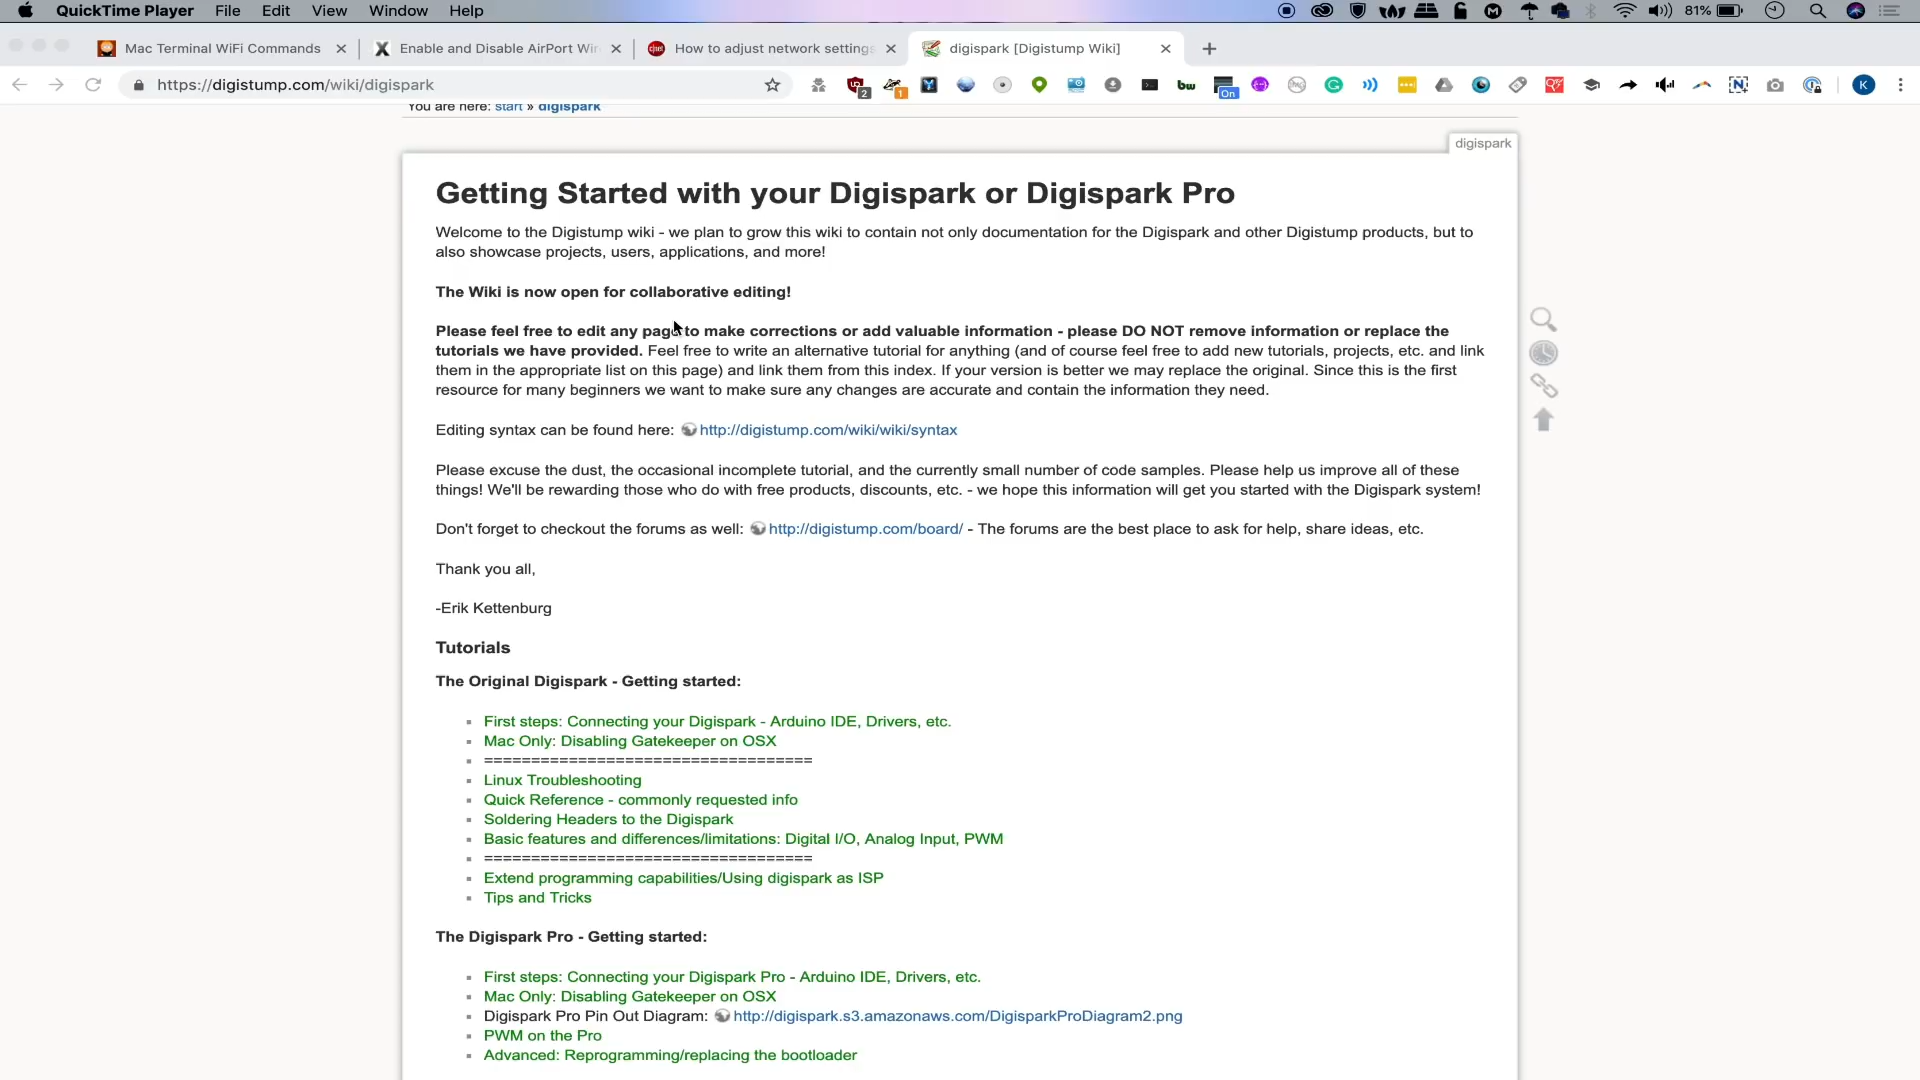 QuickTime Player File Edit View Window Help 81%
Mac Terminal WiFi Commands
Enable and Disable AirPort Wir
How to adjust network settings
digispark [Digistump Wiki]
https://digistump.com/wiki/digispark
2 1 bw On K
You are here: start » digispark
digispark
Getting Started with your Digispark or Digispark Pro
Welcome to the Digistump wiki - we plan to grow this wiki to contain not only documentation for the Digispark and other Digistump products, but to
also showcase projects, users, applications, and more!
The Wiki is now open for collaborative editing!
Please feel free to edit any page to make corrections or add valuable information - please DO NOT remove information or replace the
tutorials we have provided. Feel free to write an alternative tutorial for anything (and of course feel free to add new tutorials, projects, etc. and link
them in the appropriate list on this page) and link them from this index. If your version is better we may replace the original. Since this is the first
resource for many beginners we want to make sure any changes are accurate and contain the information they need.
Editing syntax can be found here: http://digistump.com/wiki/wiki/syntax
Please excuse the dust, the occasional incomplete tutorial, and the currently small number of code samples. Please help us improve all of these
things! We'll be rewarding those who do with free products, discounts, etc. - we hope this information will get you started with the Digispark system!
Don't forget to checkout the forums as well: http://digistump.com/board/ - The forums are the best place to ask for help, share ideas, etc.
Thank you all,
-Erik Kettenburg
Tutorials
The Original Digispark - Getting started:
First steps: Connecting your Digispark - Arduino IDE, Drivers, etc.
Mac Only: Disabling Gatekeeper on OSX
===================================
Linux Troubleshooting
Quick Reference - commonly requested info
Soldering Headers to the Digispark
Basic features and differences/limitations: Digital I/O, Analog Input, PWM
===================================
Extend programming capabilities/Using digispark as ISP
Tips and Tricks
The Digispark Pro - Getting started:
First steps: Connecting your Digispark Pro - Arduino IDE, Drivers, etc.
Mac Only: Disabling Gatekeeper on OSX
Digispark Pro Pin Out Diagram: http://digispark.s3.amazonaws.com/DigisparkProDiagram2.png
PWM on the Pro
Advanced: Reprogramming/replacing the bootloader